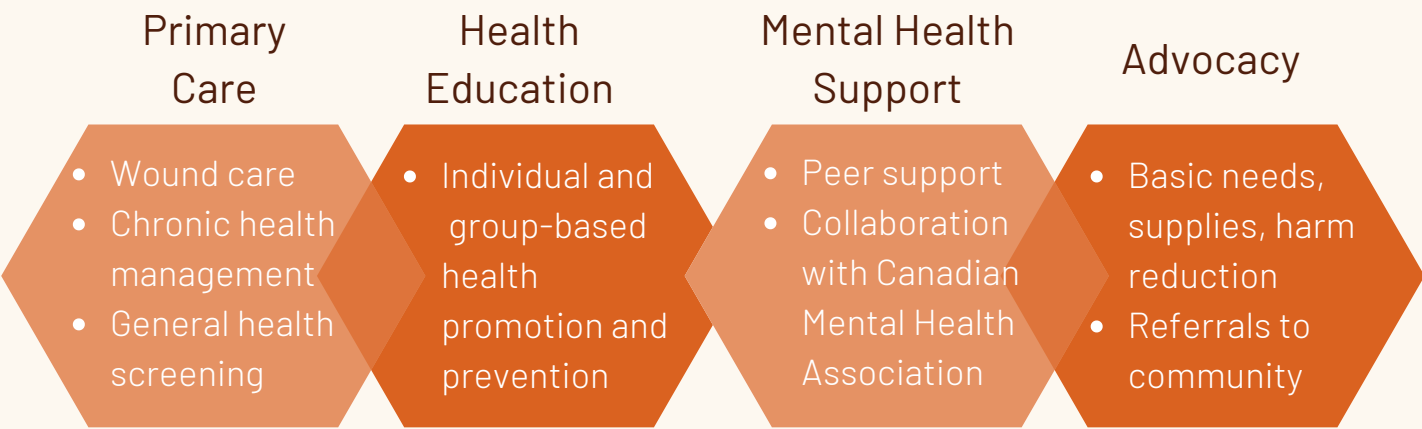 Primary
Care
• Wound care
• Chronic health
management
• General health
screening
Health
Education
• Individual and
group-based
health
promotion and
prevention
Mental Health
Support
• Peer support
• Collaboration
with Canadian
Mental Health
Association
Advocacy
• Basic needs,
supplies, harm
reduction
• Referrals to
community